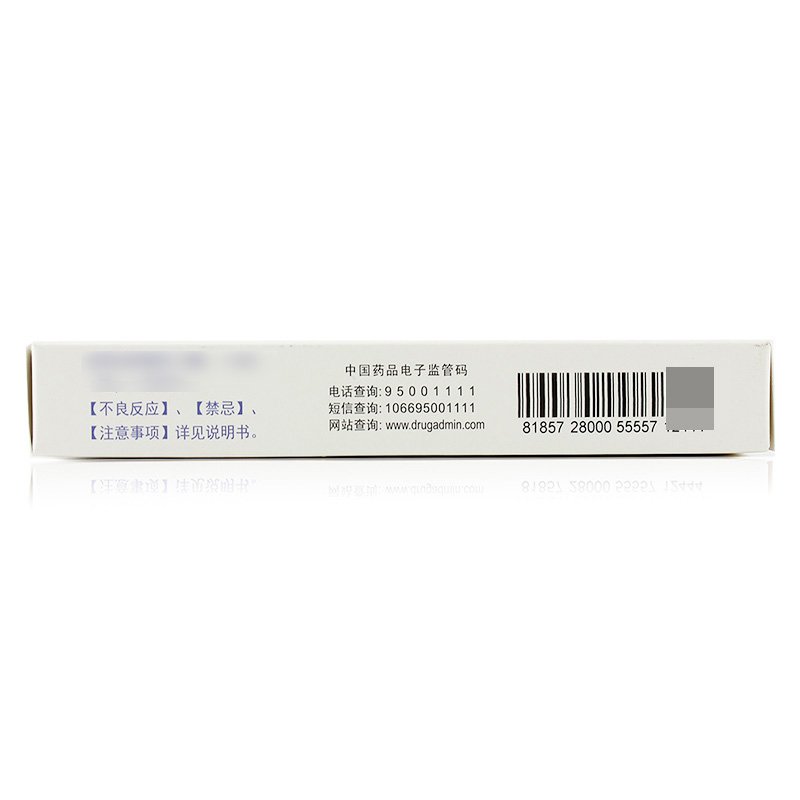 【不良反应】、【禁忌】、
【注意事项】详见说明书。
中国药品电子监管码
电话查询:95001111
短信查询:106695001111
网站查询: www.drugadmin.com
81857 28000 55557